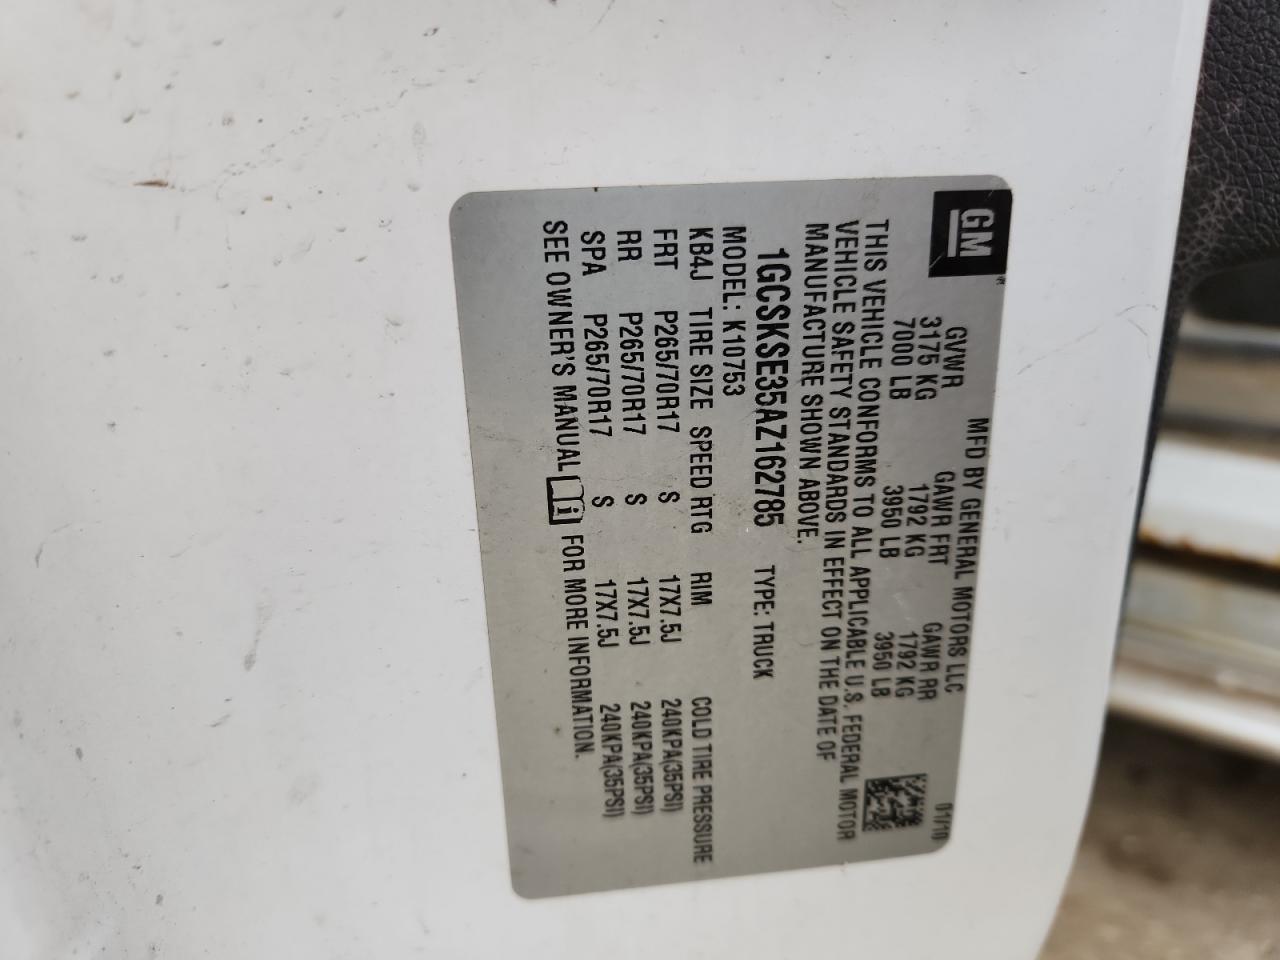 GM
MFD BY GENERAL MOTORS LLC 01/10
GVWR GAWR FRT GAWR RR
3175 KG 1792 KG 1792 KG
7000 LB 3950 LB 3950 LB
THIS VEHICLE CONFORMS TO ALL APPLICABLE U.S. FEDERAL MOTOR
VEHICLE SAFETY STANDARDS IN EFFECT ON THE DATE OF
MANUFACTURE SHOWN ABOVE.
1GCSKSE35AZ162785 TYPE: TRUCK
MODEL: K10753
KB4J TIRE SIZE SPEED RTG RIM COLD TIRE PRESSURE
FRT P265/70R17 S 17X7.5J 240KPA(35PSI)
RR P265/70R17 S 17X7.5J 240KPA(35PSI)
SPA P265/70R17 S 17X7.5J 240KPA(35PSI)
SEE OWNER'S MANUAL i FOR MORE INFORMATION.